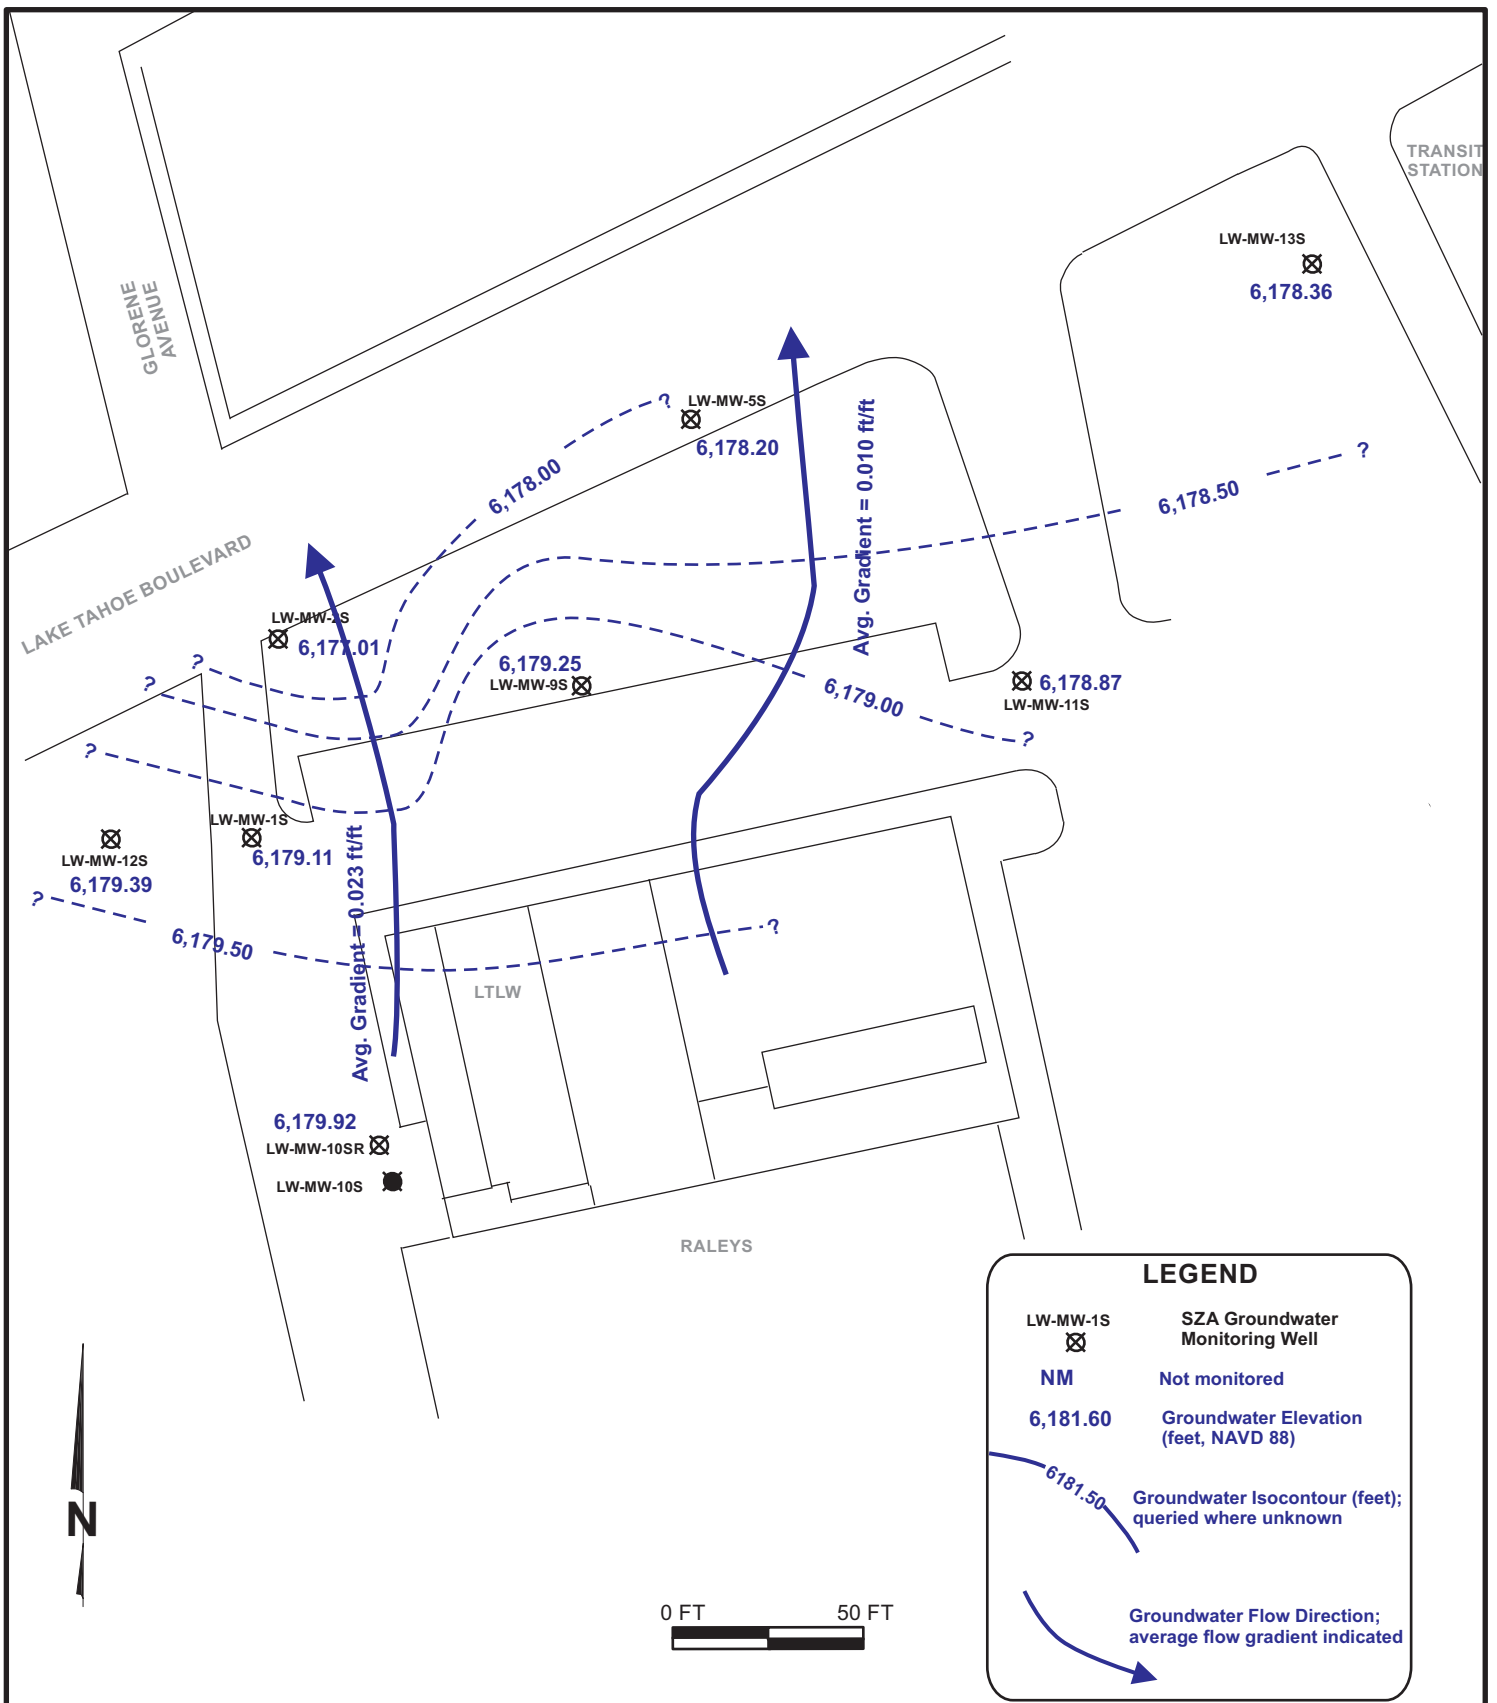 TRANSIT
STATION
LW-MW-13S
6,178.36
GLORENE
AVENUE
LW-MW-5S
?
6,178.20
6,178.00
Avg. Gradient = 0.010 ft/ft
?
6,178.50
LAKE TAHOE BOULEVARD
LW-MW-2S
6,177.01
?
?
6,179.25
LW-MW-9S
6,179.00
6,178.87
LW-MW-11S
?
?
LW-MW-1S
6,179.11
LW-MW-12S
6,179.39
Avg. Gradient = 0.023 ft/ft
?
6,179.50
?
LTLW
6,179.92
LW-MW-10SR
LW-MW-10S
RALEYS
LEGEND
LW-MW-1S
SZA Groundwater
Monitoring Well
NM
Not monitored
6,181.60
Groundwater Elevation
(feet, NAVD 88)
6181.50
Groundwater Isocontour (feet);
queried where unknown
Groundwater Flow Direction;
average flow gradient indicated
N
0 FT
50 FT